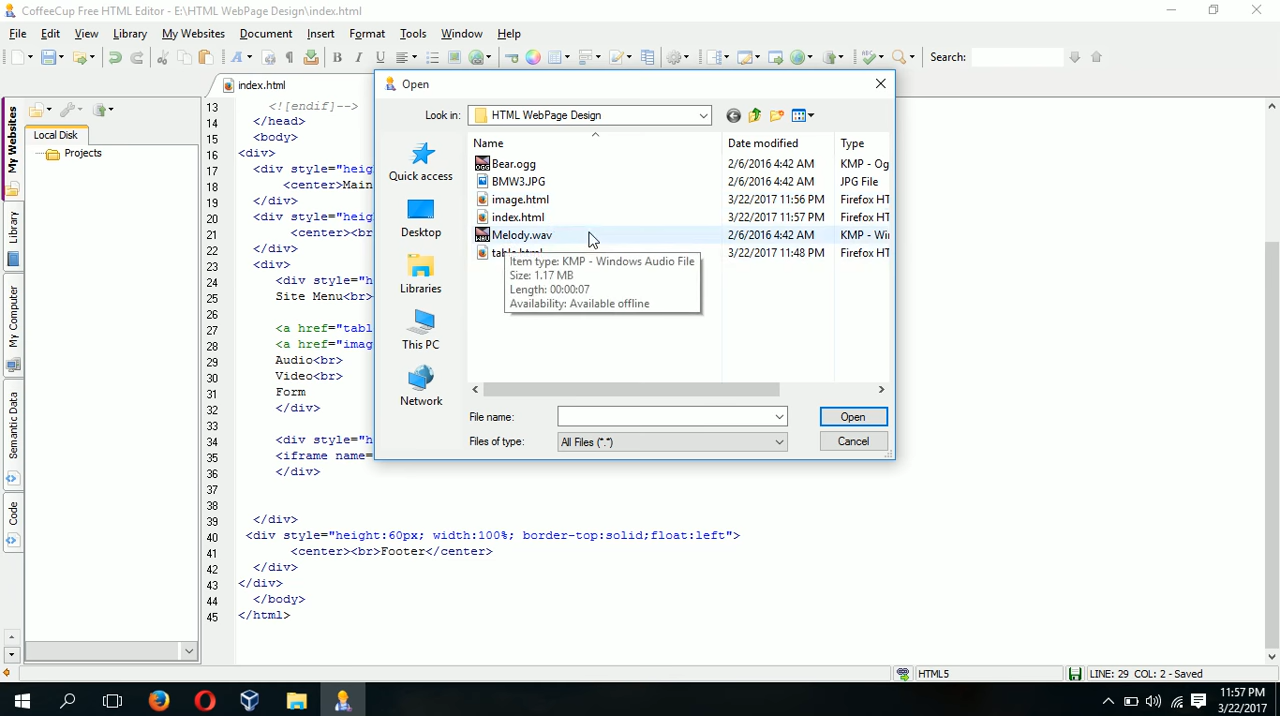 CoffeeCup Free HTML Editor - E:\HTML WebPage Design\index.html
File Edit View Library My Websites Document Insert Format Tools Window Help
Search:
index.html
My Websites
Library
My Computer
Semantic Data
Code
Local Disk
Projects
13 <![endif]-->
14 </head>
15 <body>
16 <div>
17 <div style="heig
18 <center>Main
19 </div>
20 <div style="heig
21 <center><br
22 </div>
23 <div>
24 <div style="h
25 Site Menu<br>
26
27 <a href="tabl
28 <a href="imag
29 Audio<br>
30 Video<br>
31 Form
32 </div>
33
34 <div style="h
35 <iframe name=
36 </div>
37
38
39 </div>
40 <div style="height:60px; width:100%; border-top:solid;float:left">
41 <center><br>Footer</center>
42 </div>
43 </div>
44 </body>
45 </html>
Open
Look in: HTML WebPage Design
Quick access
Desktop
Libraries
This PC
Network
Name Date modified Type
Bear.ogg 2/6/2016 4:42 AM KMP - Og
BMW3.JPG 2/6/2016 4:42 AM JPG File
image.html 3/22/2017 11:56 PM Firefox HT
index.html 3/22/2017 11:57 PM Firefox HT
Melody.wav 2/6/2016 4:42 AM KMP - Wi
table.html 3/22/2017 11:48 PM Firefox HT
Item type: KMP - Windows Audio File
Size: 1.17 MB
Length: 00:00:07
Availability: Available offline
File name: Open
Files of type: All Files (*.*) Cancel
HTML5 LINE: 29 COL: 2 - Saved
11:57 PM
3/22/2017